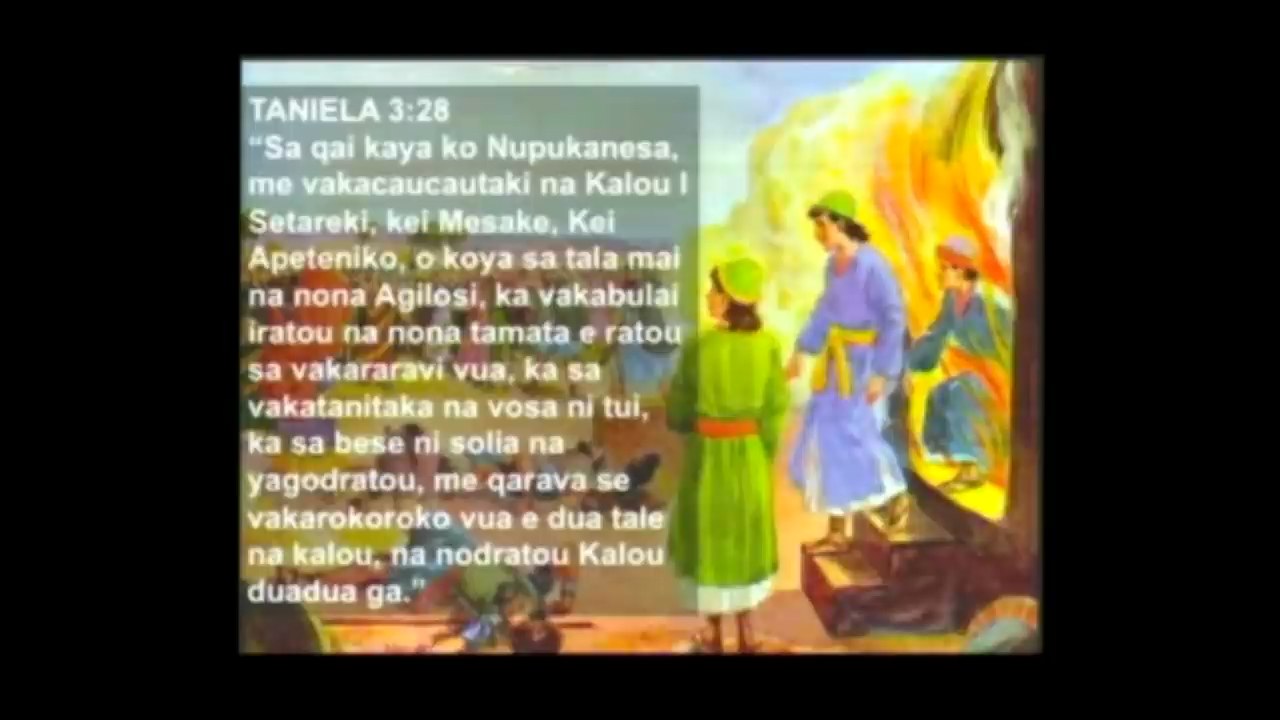 TANIELA 3:28
“Sa qai kaya ko Nupukanesa,
me vakacaucautaki na Kalou I
Setareki, kei Mesake, Kei
Apeteniko, o koya sa tala mai
na nona Agilosi, ka vakabulai
iratou na nona tamata e ratou
sa vakararavi vua, ka sa
vakatanitaka na vosa ni tui,
ka sa bese ni solia na
yagodratou, me qarava se
vakarokoroko vua e dua tale
na kalou, na nodratou Kalou
duadua ga.”